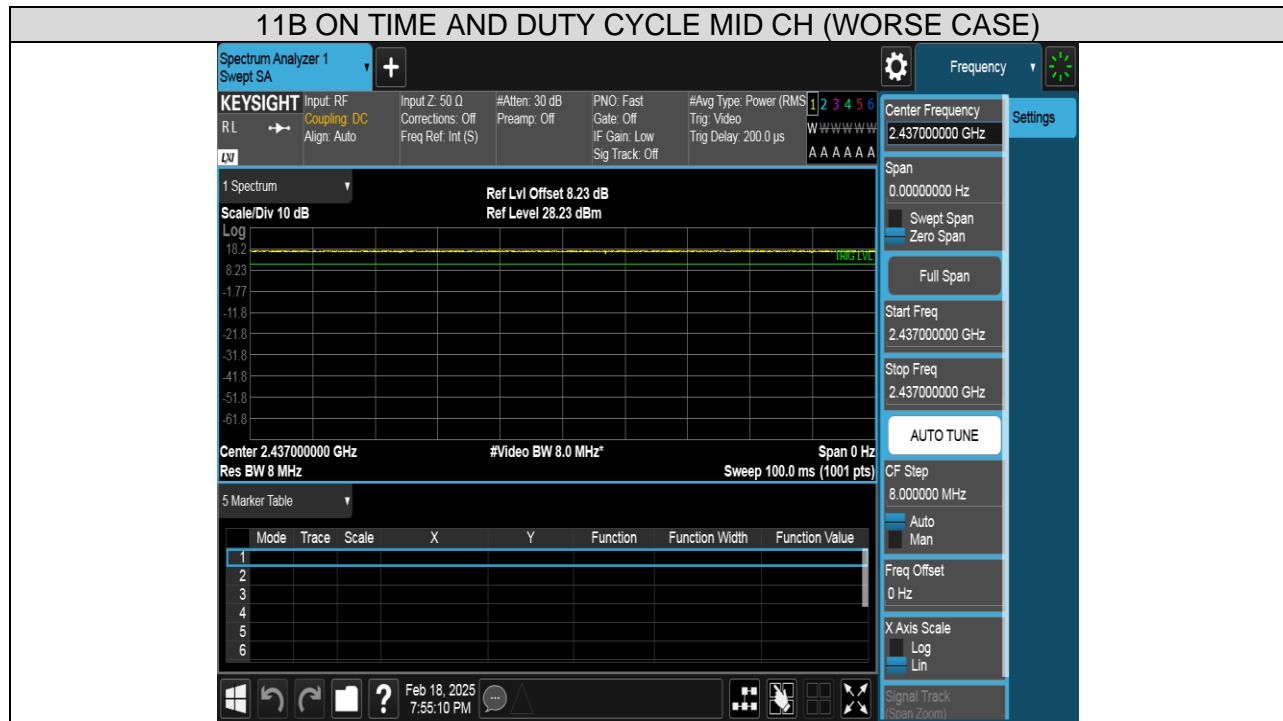 11B ON TIME AND DUTY CYCLE MID CH (WORSE CASE)
Spectrum Analyzer 1
Swept SA
Frequency
KEYSIGHT
RL
LXI
Input: RF
Coupling: DC
Align: Auto
Input Z: 50 Ω
Corrections: Off
Freq Ref: Int (S)
#Atten: 30 dB
Preamp: Off
PNO: Fast
Gate: Off
IF Gain: Low
Sig Track: Off
#Avg Type: Power (RMS
Trig: Video
Trig Delay: 200.0 µs
1 2 3 4 5 6
W W W W W W
A A A A A A
1 Spectrum
Scale/Div 10 dB
Ref Lvl Offset 8.23 dB
Ref Level 28.23 dBm
Log
18.2
8.23
-1.77
-11.8
-21.8
-31.8
-41.8
-51.8
-61.8
TRIG LVL
Center 2.437000000 GHz
#Video BW 8.0 MHz*
Span 0 Hz
Res BW 8 MHz
Sweep 100.0 ms (1001 pts)
5 Marker Table
Mode Trace Scale X Y Function Function Width Function Value
1
2
3
4
5
6
Feb 18, 2025
7:55:10 PM
Center Frequency
2.437000000 GHz
Settings
Span
0.00000000 Hz
Swept Span
Zero Span
Full Span
Start Freq
2.437000000 GHz
Stop Freq
2.437000000 GHz
AUTO TUNE
CF Step
8.000000 MHz
Auto
Man
Freq Offset
0 Hz
X Axis Scale
Log
Lin
Signal Track
(Span Zoom)